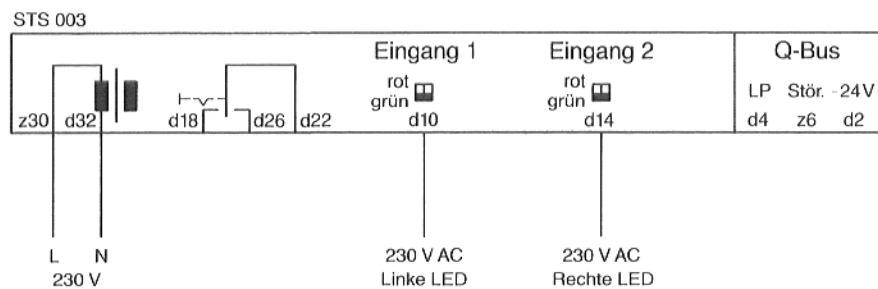 STS 003
Eingang 1 Eingang 2 Q-Bus
rot rot
grün grün
LP Stör. -24V
z30 d32 d18 d26 d22 d10 d14 d4 z6 d2
L N 230 V AC 230 V AC
230 V Linke LED Rechte LED